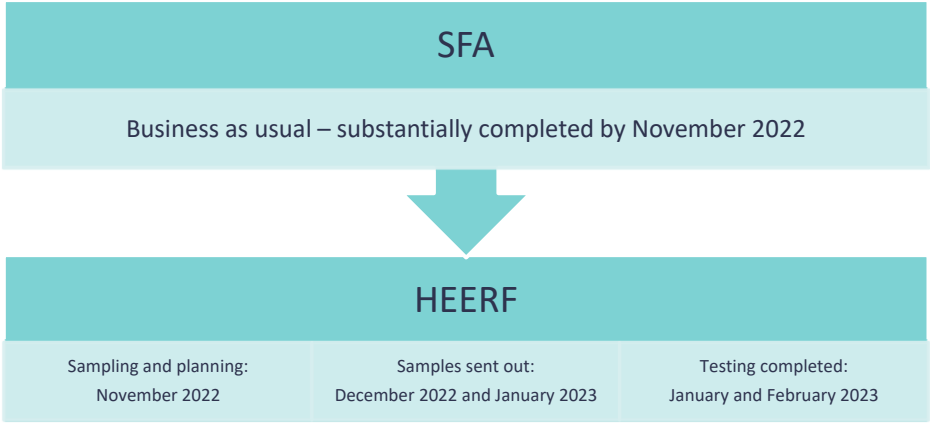 SFA
Business as usual – substantially completed by November 2022
HEERF
Sampling and planning:
November 2022
Samples sent out:
December 2022 and January 2023
Testing completed:
January and February 2023